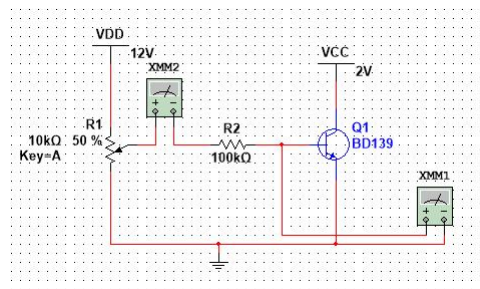 VDD
12V
XMM2
VCC
2V
R1
10kΩ
50 %
Key=A
R2
100kΩ
Q1
BD139
XMM1